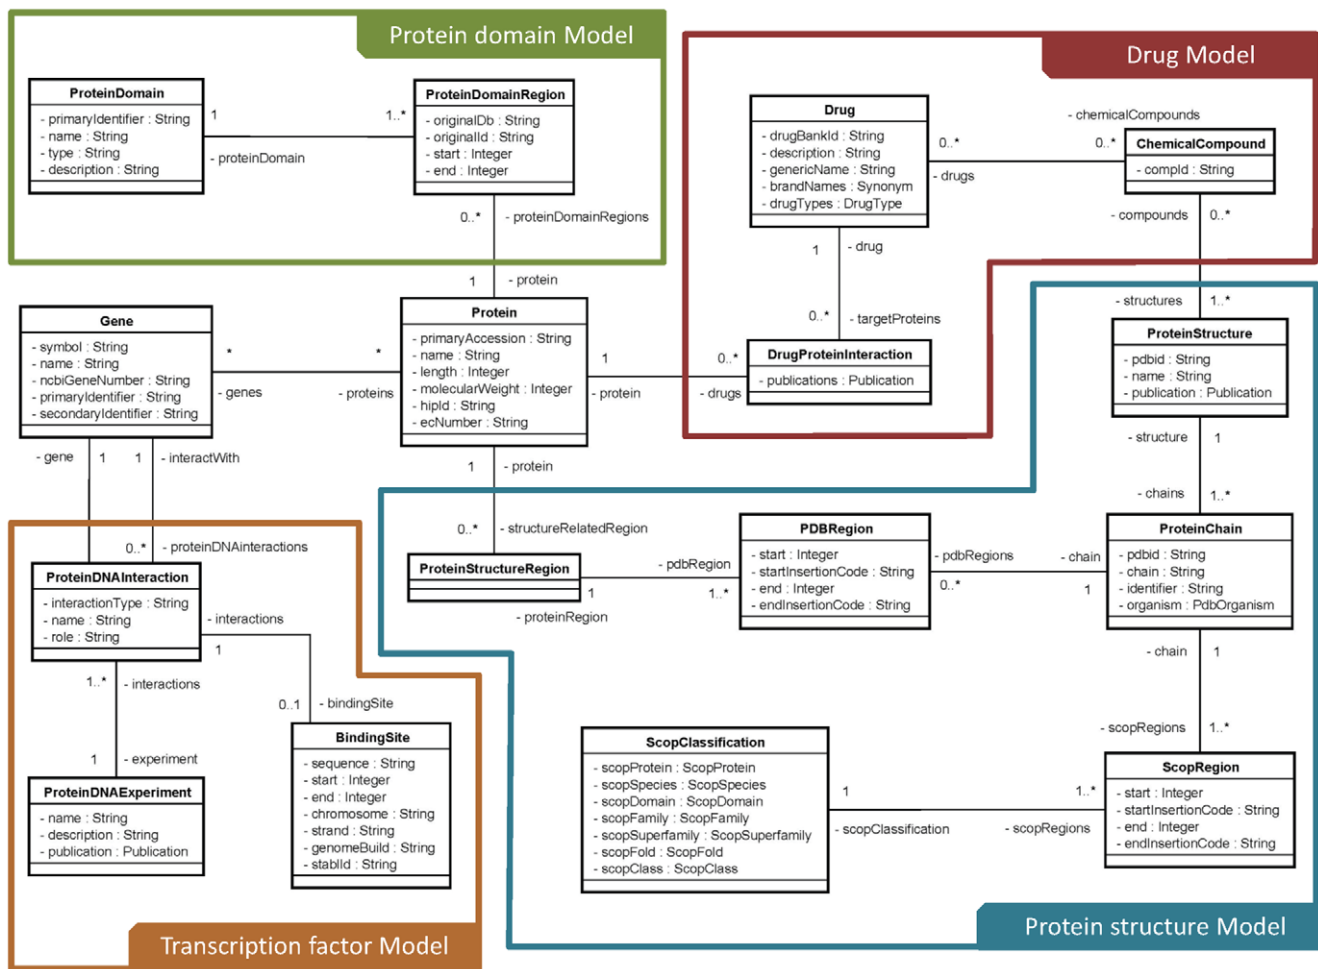 Protein domain Model
ProteinDomain
- primaryIdentifier : String
- name : String
- type : String
- description : String
1
1..*
- proteinDomain
ProteinDomainRegion
- originalDb : String
- originalId : String
- start : Integer
- end : Integer
0..*
- proteinDomainRegions
1
- protein
Drug Model
Drug
- drugBankId : String
- description : String
- genericName : String
- brandNames : Synonym
- drugTypes : DrugType
- chemicalCompounds
0..*
0..*
- drugs
ChemicalCompound
- compId : String
- compounds
0..*
1
- drug
0..*
- targetProteins
DrugProteinInteraction
- publications : Publication
Gene
- symbol : String
- name : String
- ncbiGeneNumber : String
- primaryIdentifier : String
- secondaryIdentifier : String
*
*
- genes
- proteins
Protein
- primaryAccession : String
- name : String
- length : Integer
- molecularWeight : Integer
- hipId : String
- ecNumber : String
1
0..*
- protein
- drugs
- structures
1..*
ProteinStructure
- pdbid : String
- name : String
- publication : Publication
- structure
1
- chains
1..*
- gene
1
1
- interactWith
0..*
- proteinDNAinteractions
1
- protein
0..*
- structureRelatedRegion
ProteinStructureRegion
- pdbRegion
1
1..*
- proteinRegion
PDBRegion
- start : Integer
- startInsertionCode : String
- end : Integer
- endInsertionCode : String
- pdbRegions
- chain
0..*
1
ProteinChain
- pdbid : String
- chain : String
- identifier : String
- organism : PdbOrganism
- chain
1
- scopRegions
1..*
ProteinDNAInteraction
- interactionType : String
- name : String
- role : String
- interactions
1
1..*
- interactions
0..1
- bindingSite
1
- experiment
ProteinDNAExperiment
- name : String
- description : String
- publication : Publication
BindingSite
- sequence : String
- start : Integer
- end : Integer
- chromosome : String
- strand : String
- genomeBuild : String
- stablId : String
ScopClassification
- scopProtein : ScopProtein
- scopSpecies : ScopSpecies
- scopDomain : ScopDomain
- scopFamily : ScopFamily
- scopSuperfamily : ScopSuperfamily
- scopFold : ScopFold
- scopClass : ScopClass
1
1..*
- scopClassification
- scopRegions
ScopRegion
- start : Integer
- startInsertionCode : String
- end : Integer
- endInsertionCode : String
Transcription factor Model
Protein structure Model